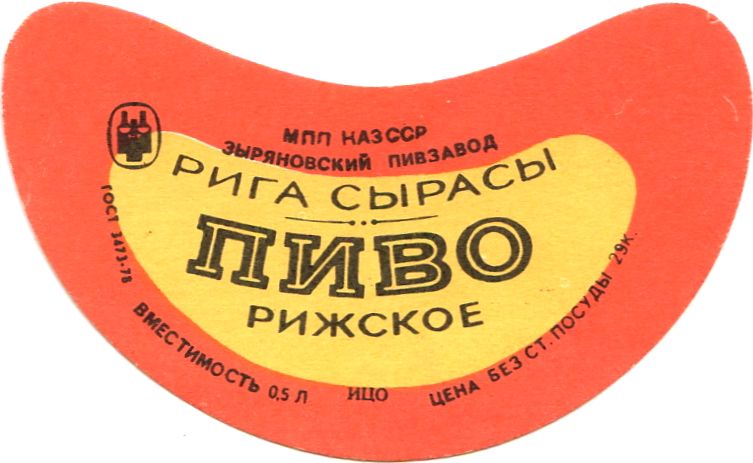 МПП КАЗССР
ЗЫРЯНОВСКИЙ ПИВЗАВОД
РИГА СЫРАСЫ
ПИВО
РИЖСКОЕ
ГОСТ 3473-78
ВМЕСТИМОСТЬ 0,5 Л
ИЦО
ЦЕНА БЕЗ СТ. ПОСУДЫ 29К.